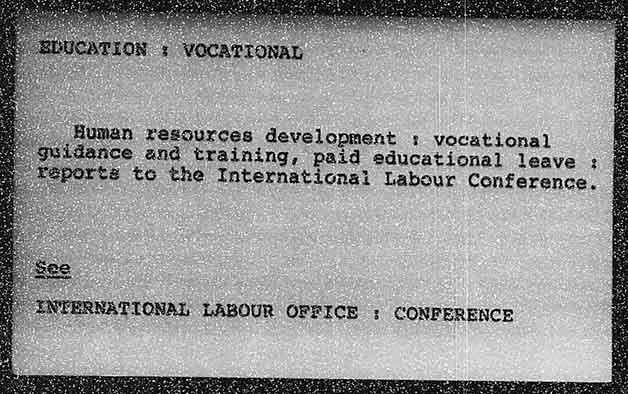 EDUCATION : VOCATIONAL
Human resources development : vocational
guidance and training, paid educational leave :
reports to the International Labour Conference.
See
INTERNATIONAL LABOUR OFFICE : CONFERENCE